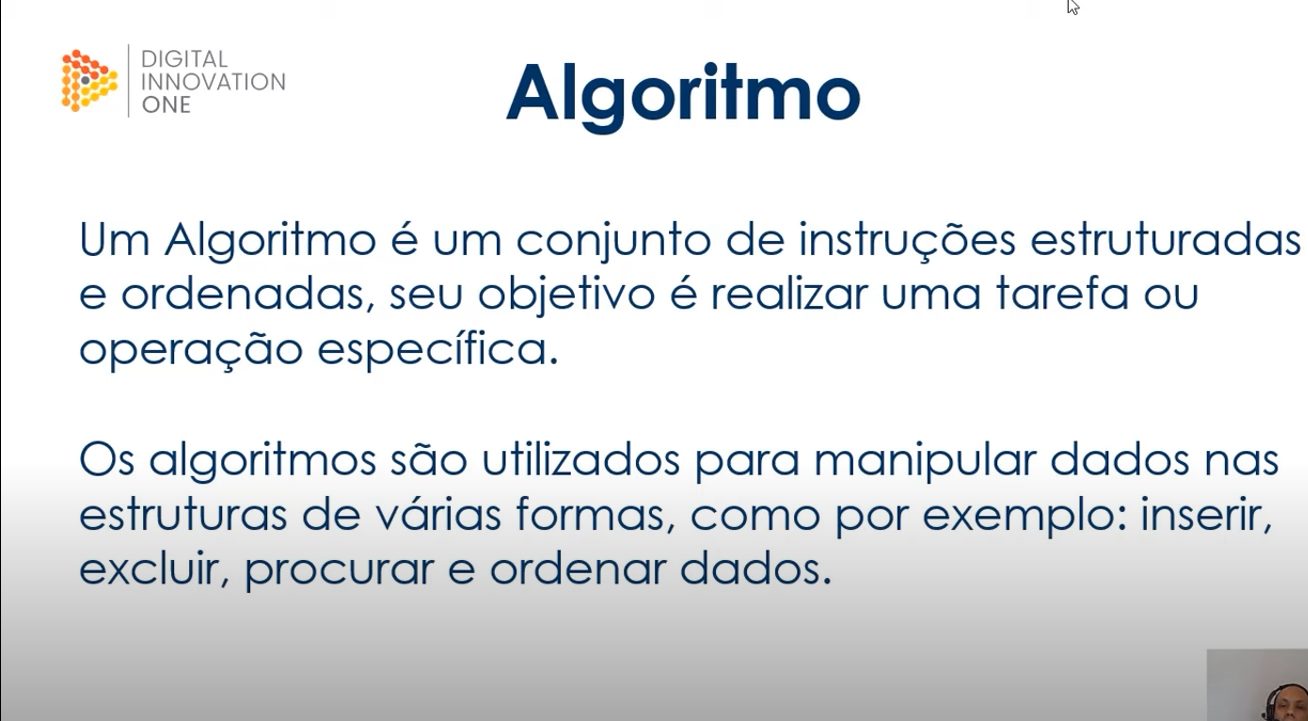 DIGITAL
INNOVATION
ONE
Algoritmo
Um Algoritmo é um conjunto de instruções estruturadas
e ordenadas, seu objetivo é realizar uma tarefa ou
operação específica.
Os algoritmos são utilizados para manipular dados nas
estruturas de várias formas, como por exemplo: inserir,
excluir, procurar e ordenar dados.